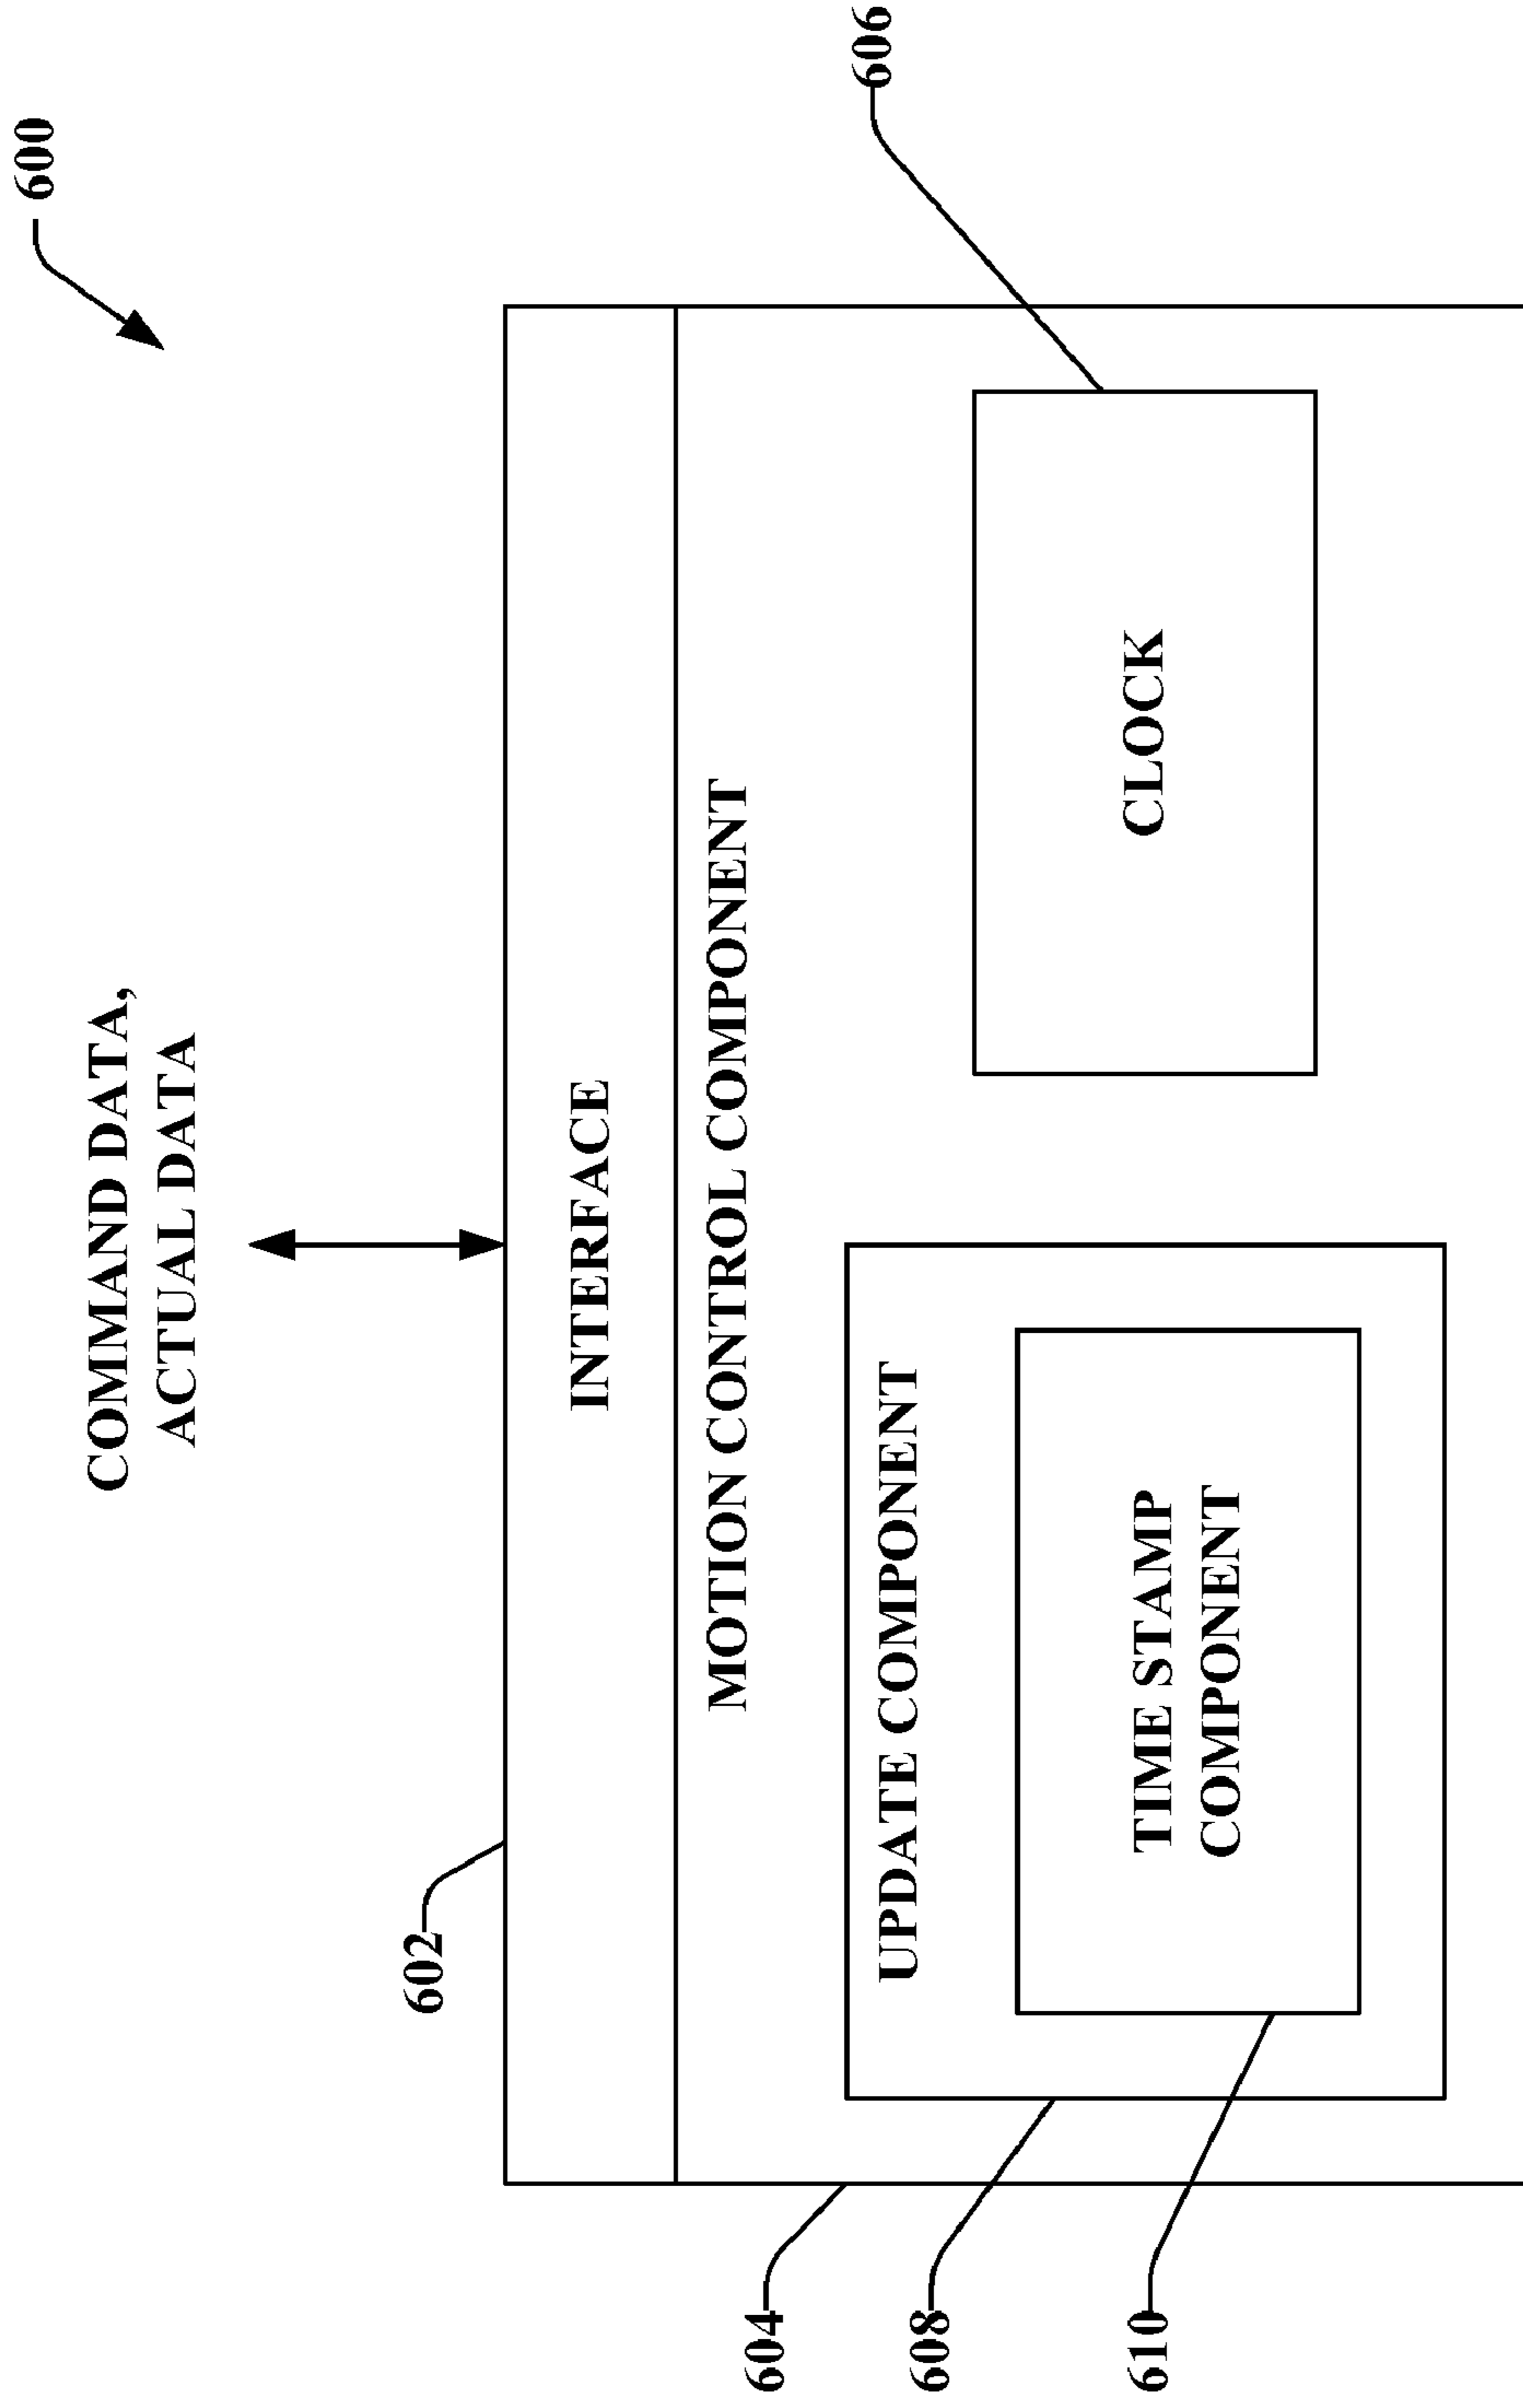 600
COMMAND DATA,
ACTUAL DATA
602
INTERFACE
604
MOTION CONTROL COMPONENT
606
608
UPDATE COMPONENT
CLOCK
610
TIME STAMP
COMPONENT